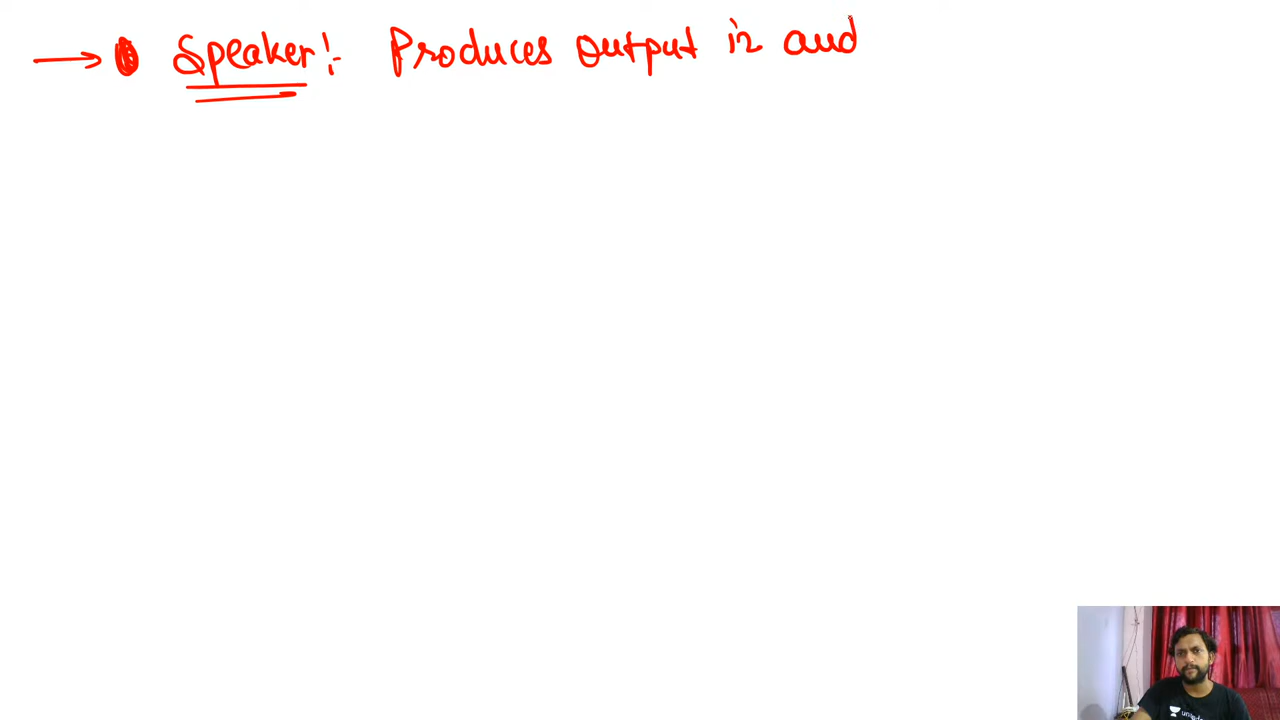 → • Speaker:- Produces output in aud